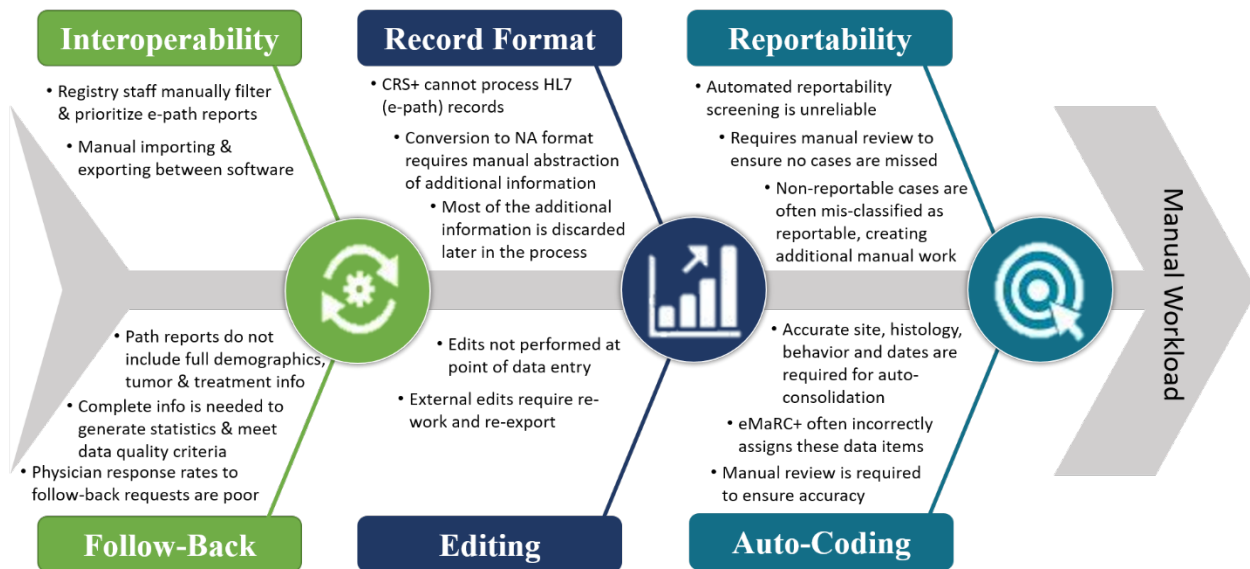 Interoperability
• Registry staff manually filter
& prioritize e-path reports
• Manual importing &
exporting between software
Record Format
• CRS+ cannot process HL7
(e-path) records
• Conversion to NA format
requires manual abstraction
of additional information
• Most of the additional
information is discarded
later in the process
Reportability
• Automated reportability
screening is unreliable
• Requires manual review to
ensure no cases are missed
• Non-reportable cases are
often mis-classified as
reportable, creating
additional manual work
Manual Workload
• Path reports do not
include full demographics,
tumor & treatment info
• Complete info is needed to
generate statistics & meet
data quality criteria
• Physician response rates to
follow-back requests are poor
Follow-Back
• Edits not performed at
point of data entry
• External edits require re-
work and re-export
Editing
• Accurate site, histology,
behavior and dates are
required for auto-
consolidation
• eMaRC+ often incorrectly
assigns these data items
• Manual review is required
to ensure accuracy
Auto-Coding